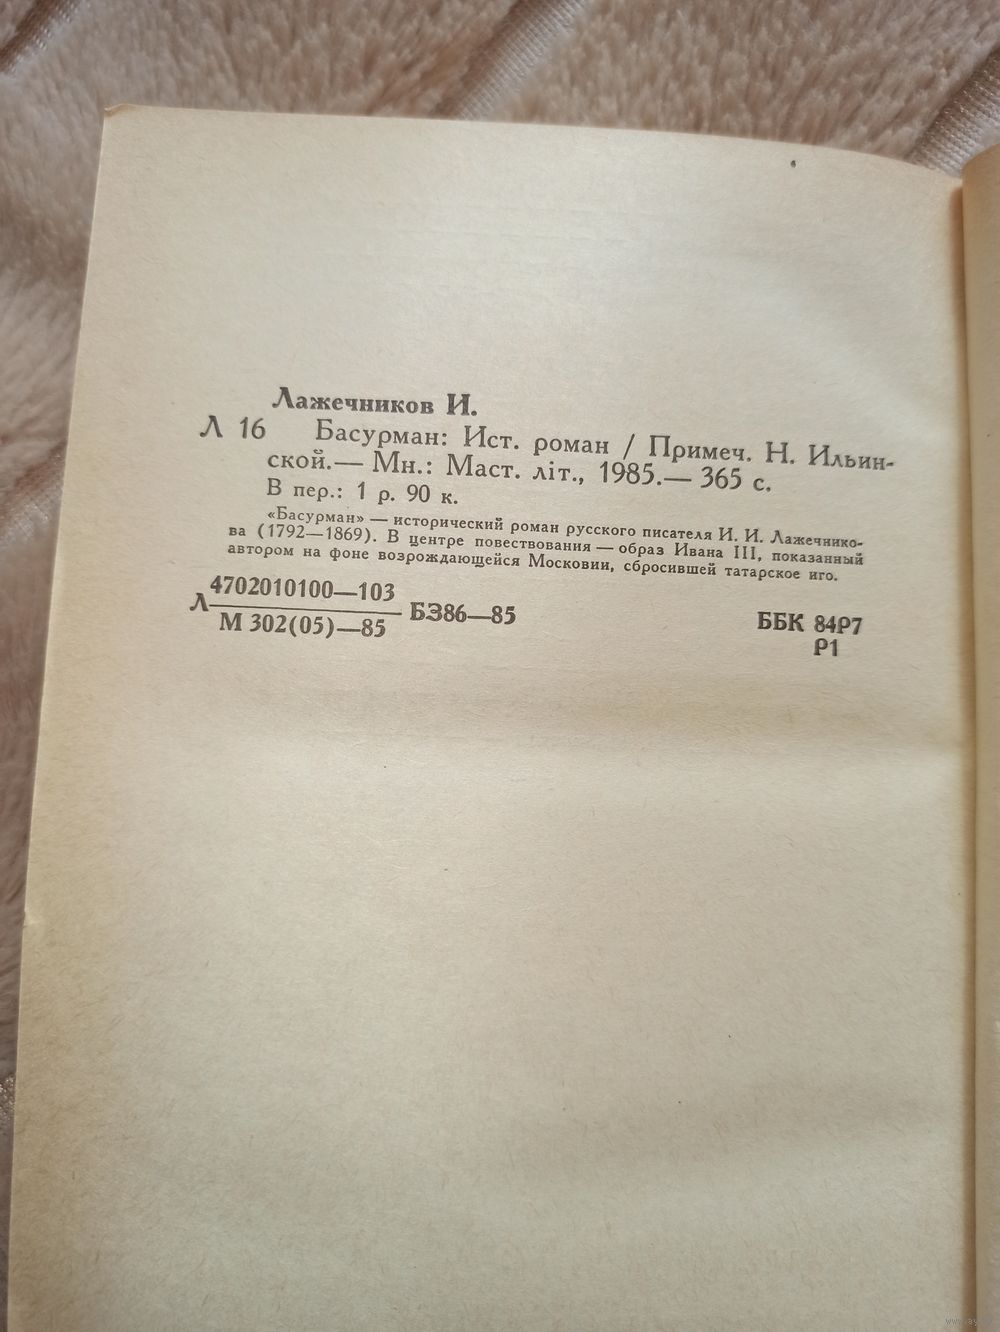 Лажечников И.
Л 16 Басурман: Ист. роман / Примеч. Н. Ильин-
ской.— Мн.: Маст. літ., 1985.— 365 с.
В пер.: 1 р. 90 к.
«Басурман» — исторический роман русского писателя И. И. Лажечнико-
ва (1792—1869). В центре повествования — образ Ивана III, показанный
автором на фоне возрождающейся Московии, сбросившей татарское иго.
4702010100—103
Л БЗ86—85
М 302(05)—85
ББК 84Р7
Р1